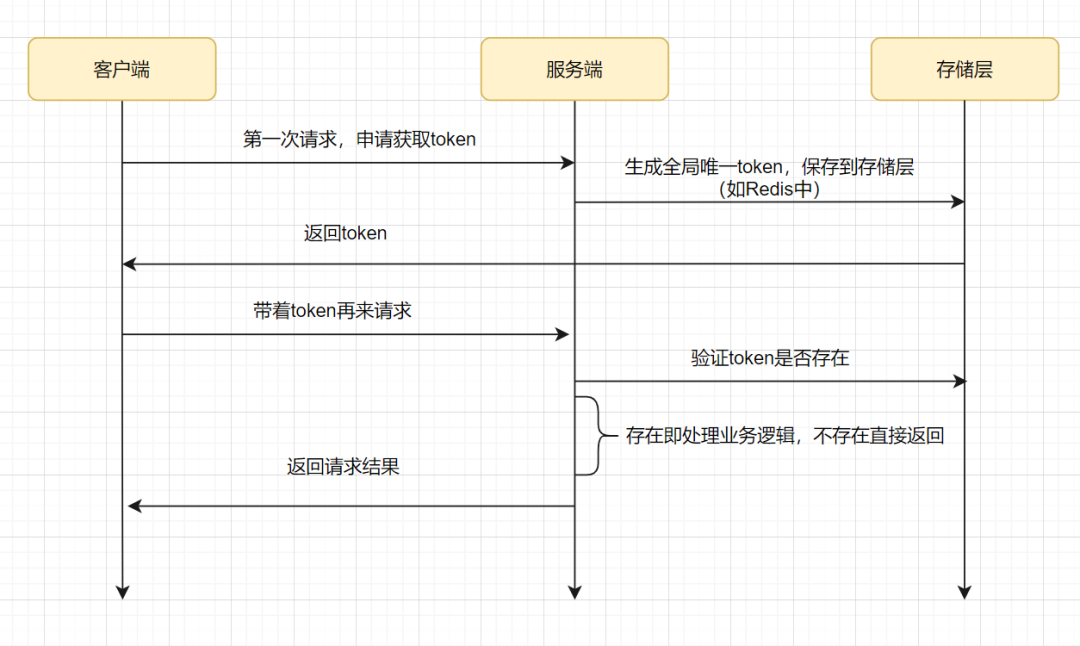 客户端
服务端
存储层
第一次请求，申请获取token
生成全局唯一token，保存到存储层
（如Redis中）
返回token
带着token再来请求
验证token是否存在
存在即处理业务逻辑，不存在直接返回
返回请求结果